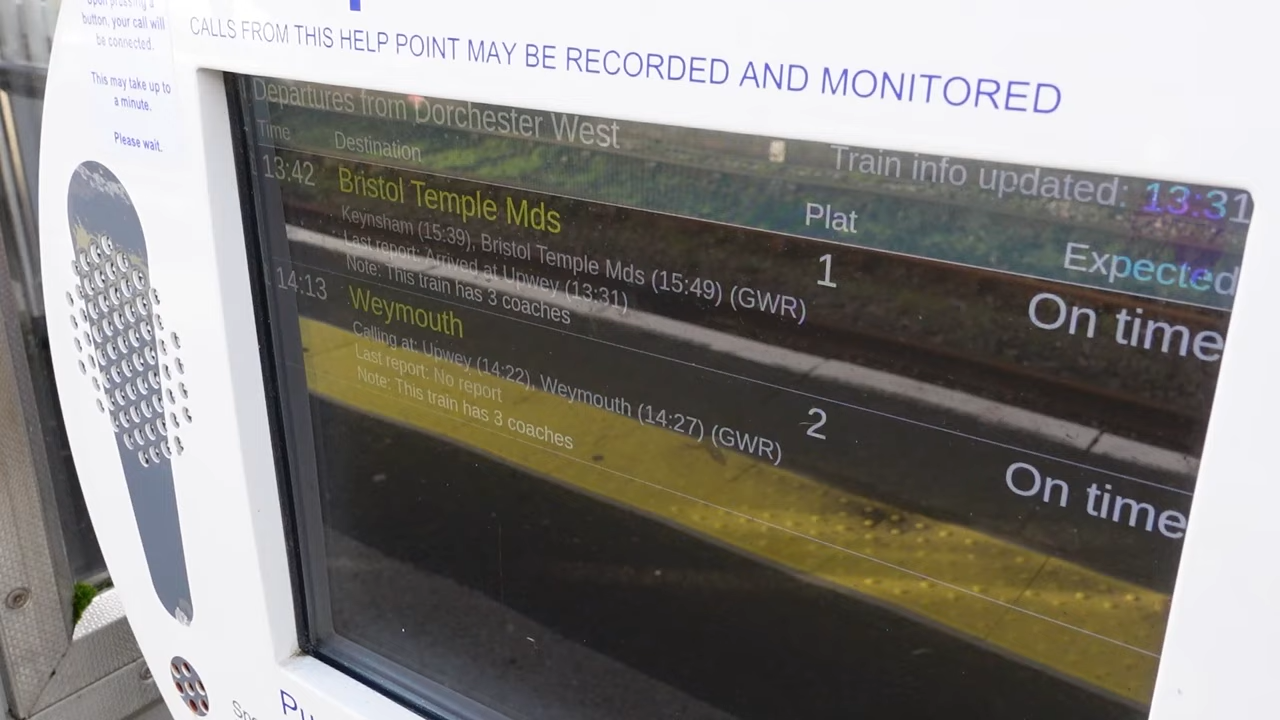 Upon pressing a
button, your call will
be connected.
This may take up to
a minute.
Please wait.
CALLS FROM THIS HELP POINT MAY BE RECORDED AND MONITORED
Departures from Dorchester West
Train info updated: 13:31
Time Destination Plat Expected
13:42 Bristol Temple Mds 1 On time
Keynsham (15:39), Bristol Temple Mds (15:49) (GWR)
Last report: Arrived at Upwey (13:31)
Note: This train has 3 coaches
14:13 Weymouth 2 On time
Calling at: Upwey (14:22), Weymouth (14:27) (GWR)
Last report: No report
Note: This train has 3 coaches